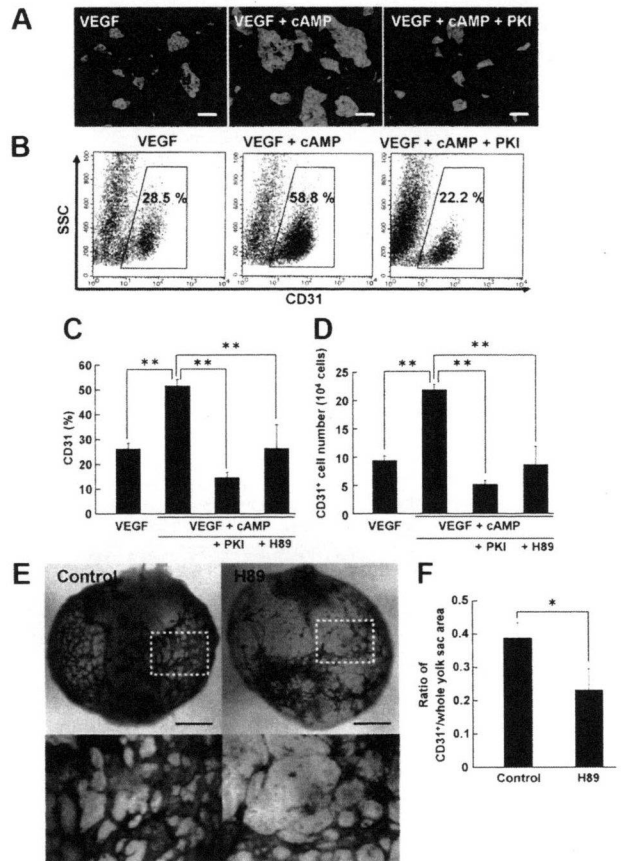 A
VEGF
VEGF + cAMP
VEGF + cAMP + PKI
B
VEGF
VEGF + cAMP
VEGF + cAMP + PKI
28.5 %
58.8 %
22.2 %
SSC
CD31
C
D
** ** **
** ** **
CD31 (%)
60
50
40
30
20
10
0
VEGF
VEGF + cAMP
+ PKI
+ H89
CD31⁺ cell number (10⁴ cells)
25
20
15
10
5
0
VEGF
VEGF + cAMP
+ PKI
+ H89
E
Control
H89
F
*
Ratio of
CD31⁺/whole yolk sac area
0.5
0.4
0.3
0.2
0.1
0
Control
H89